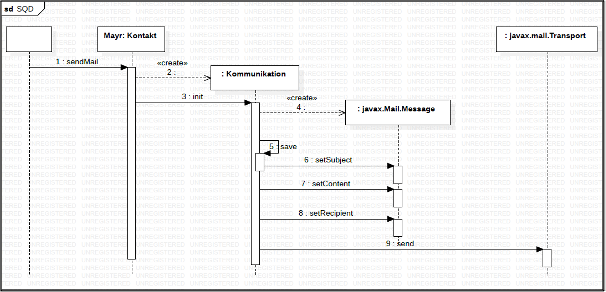 sd SQD
Mayr: Kontakt
: javax.mail.Transport
1 : sendMail
«create»
2 :
: Kommunikation
3 : init
«create»
4 :
: javax.Mail.Message
5 : save
6 : setSubject
7 : setContent
8 : setRecipient
9 : send